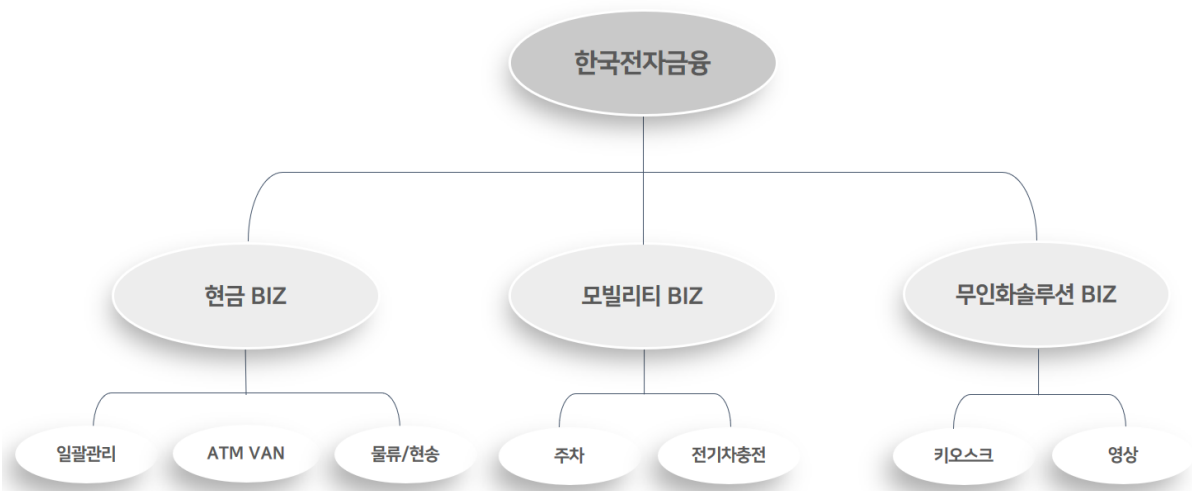 한국전자금융
현금 BIZ
모빌리티 BIZ
무인화솔루션 BIZ
일괄관리
ATM VAN
물류/현송
주차
전기차충전
키오스크
영상